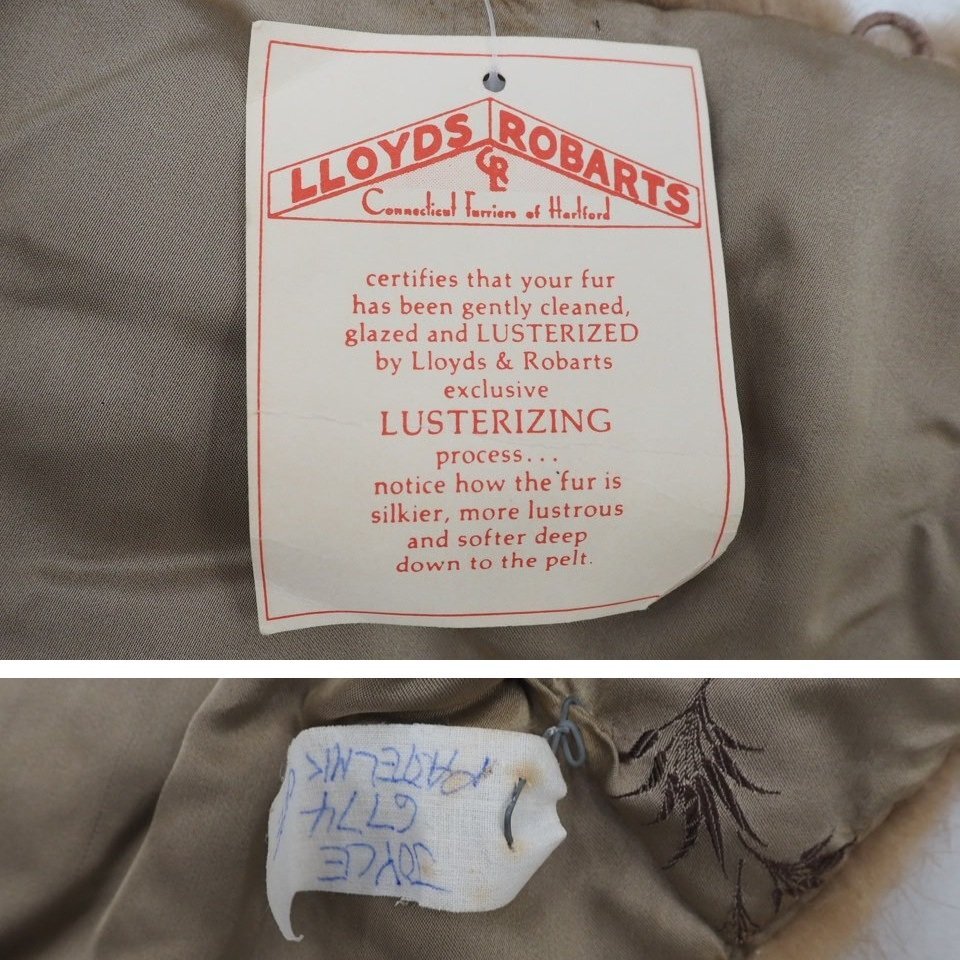 LLOYDS ROBARTS
CRL
Connecticut Furriers of Hartford
certifies that your fur
has been gently cleaned,
glazed and LUSTERIZED
by Lloyds & Robarts
exclusive
LUSTERIZING
process...
notice how the fur is
silkier, more lustrous
and softer deep
down to the pelt.
JOYCE
6774
PASTEL MK